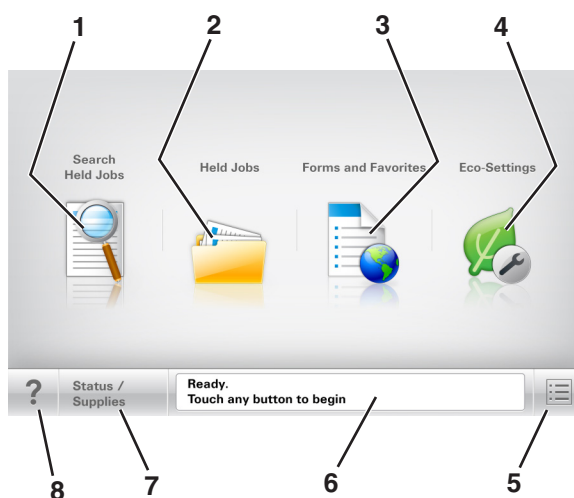 1
2
3
4
Search
Held Jobs
Held Jobs
Forms and Favorites
Eco-Settings
?
Status /
Supplies
Ready.
Touch any button to begin
8
7
6
5